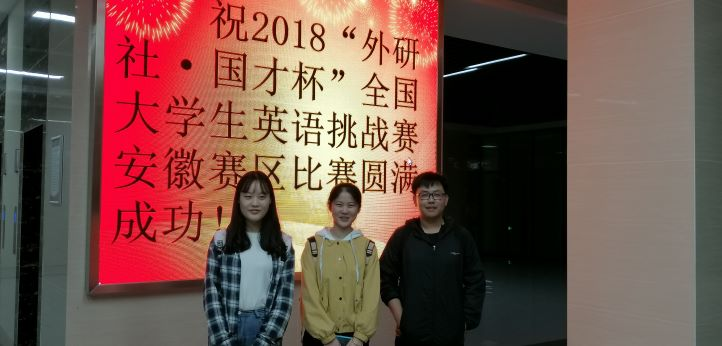 祝2018“外研
社·国才杯”全国
大学生英语挑战赛
安徽赛区比赛圆满
成功！